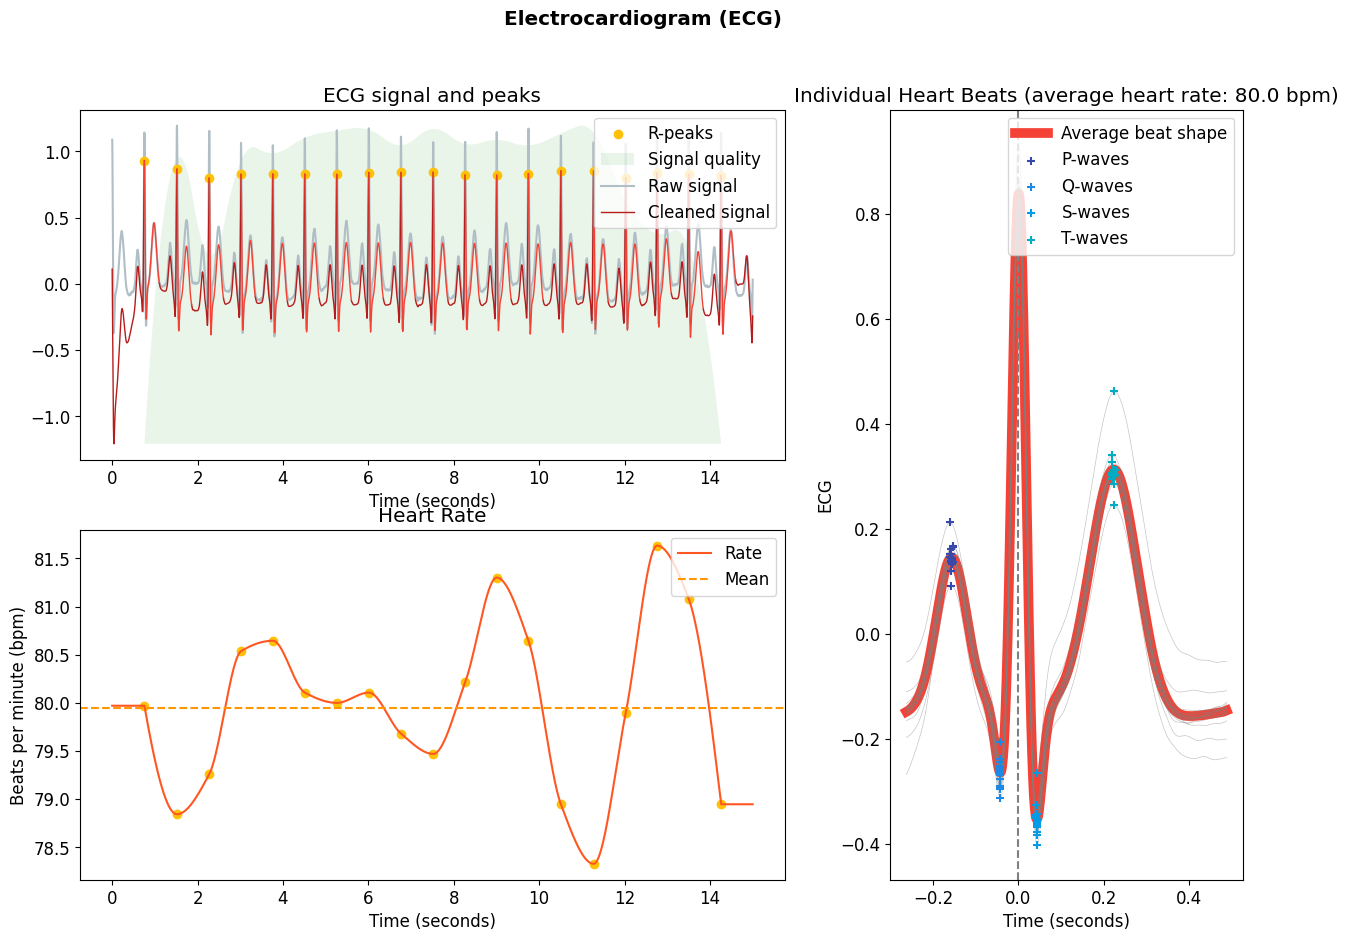 Electrocardiogram (ECG)
ECG signal and peaks
R-peaks
Signal quality
Raw signal
Cleaned signal
1.0
0.5
0.0
−0.5
−1.0
0 2 4 6 8 10 12 14
Time (seconds)
Heart Rate
Rate
Mean
Beats per minute (bpm)
81.5
81.0
80.5
80.0
79.5
79.0
78.5
0 2 4 6 8 10 12 14
Time (seconds)
Individual Heart Beats (average heart rate: 80.0 bpm)
Average beat shape
P-waves
Q-waves
S-waves
T-waves
ECG
0.8
0.6
0.4
0.2
0.0
−0.2
−0.4
−0.2 0.0 0.2 0.4
Time (seconds)